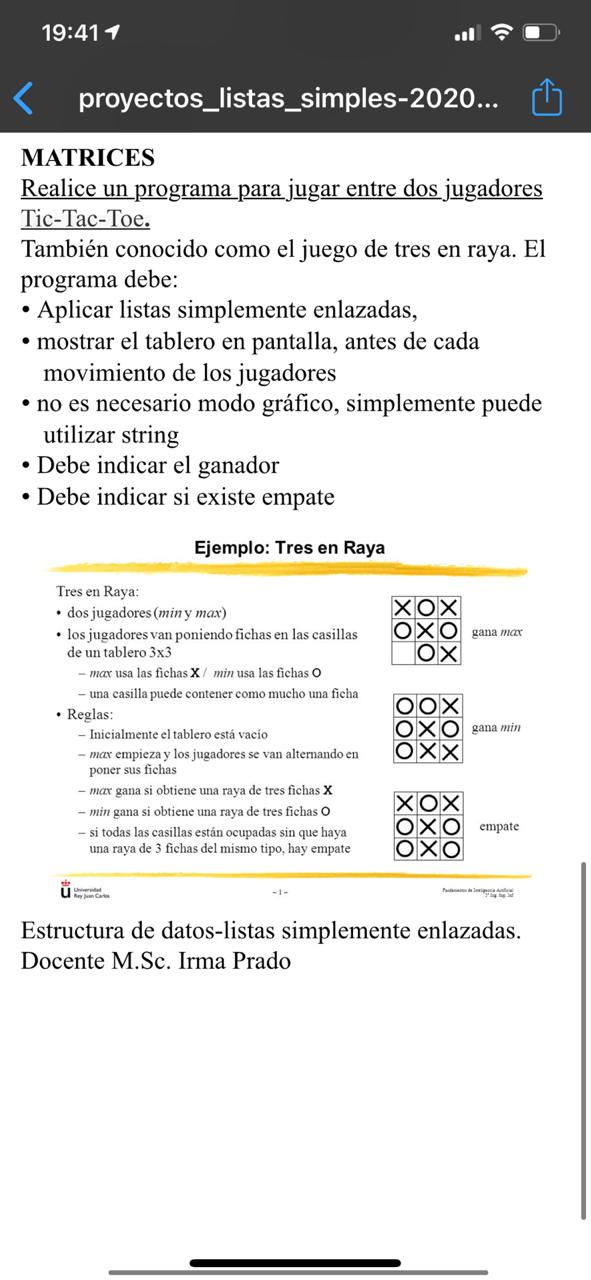 19:41
proyectos_listas_simples-2020...
MATRICES
Realice un programa para jugar entre dos jugadores
Tic-Tac-Toe.
También conocido como el juego de tres en raya. El
programa debe:
• Aplicar listas simplemente enlazadas,
• mostrar el tablero en pantalla, antes de cada
movimiento de los jugadores
• no es necesario modo gráfico, simplemente puede
utilizar string
• Debe indicar el ganador
• Debe indicar si existe empate
Ejemplo: Tres en Raya
Tres en Raya:
• dos jugadores (min y max)
• los jugadores van poniendo fichas en las casillas
de un tablero 3x3
– max usa las fichas X / min usa las fichas O
– una casilla puede contener como mucho una ficha
• Reglas:
– Inicialmente el tablero está vacío
– max empieza y los jugadores se van alternando en
poner sus fichas
– max gana si obtiene una raya de tres fichas X
– min gana si obtiene una raya de tres fichas O
– si todas las casillas están ocupadas sin que haya
una raya de 3 fichas del mismo tipo, hay empate
X O X
O X O gana max
O X
O O X
O X O gana min
O X X
X O X
O X O empate
O X O
Universidad
Rey Juan Carlos
– 1 –
Fundamentos de Inteligencia Artificial
Estructura de datos-listas simplemente enlazadas.
Docente M.Sc. Irma Prado